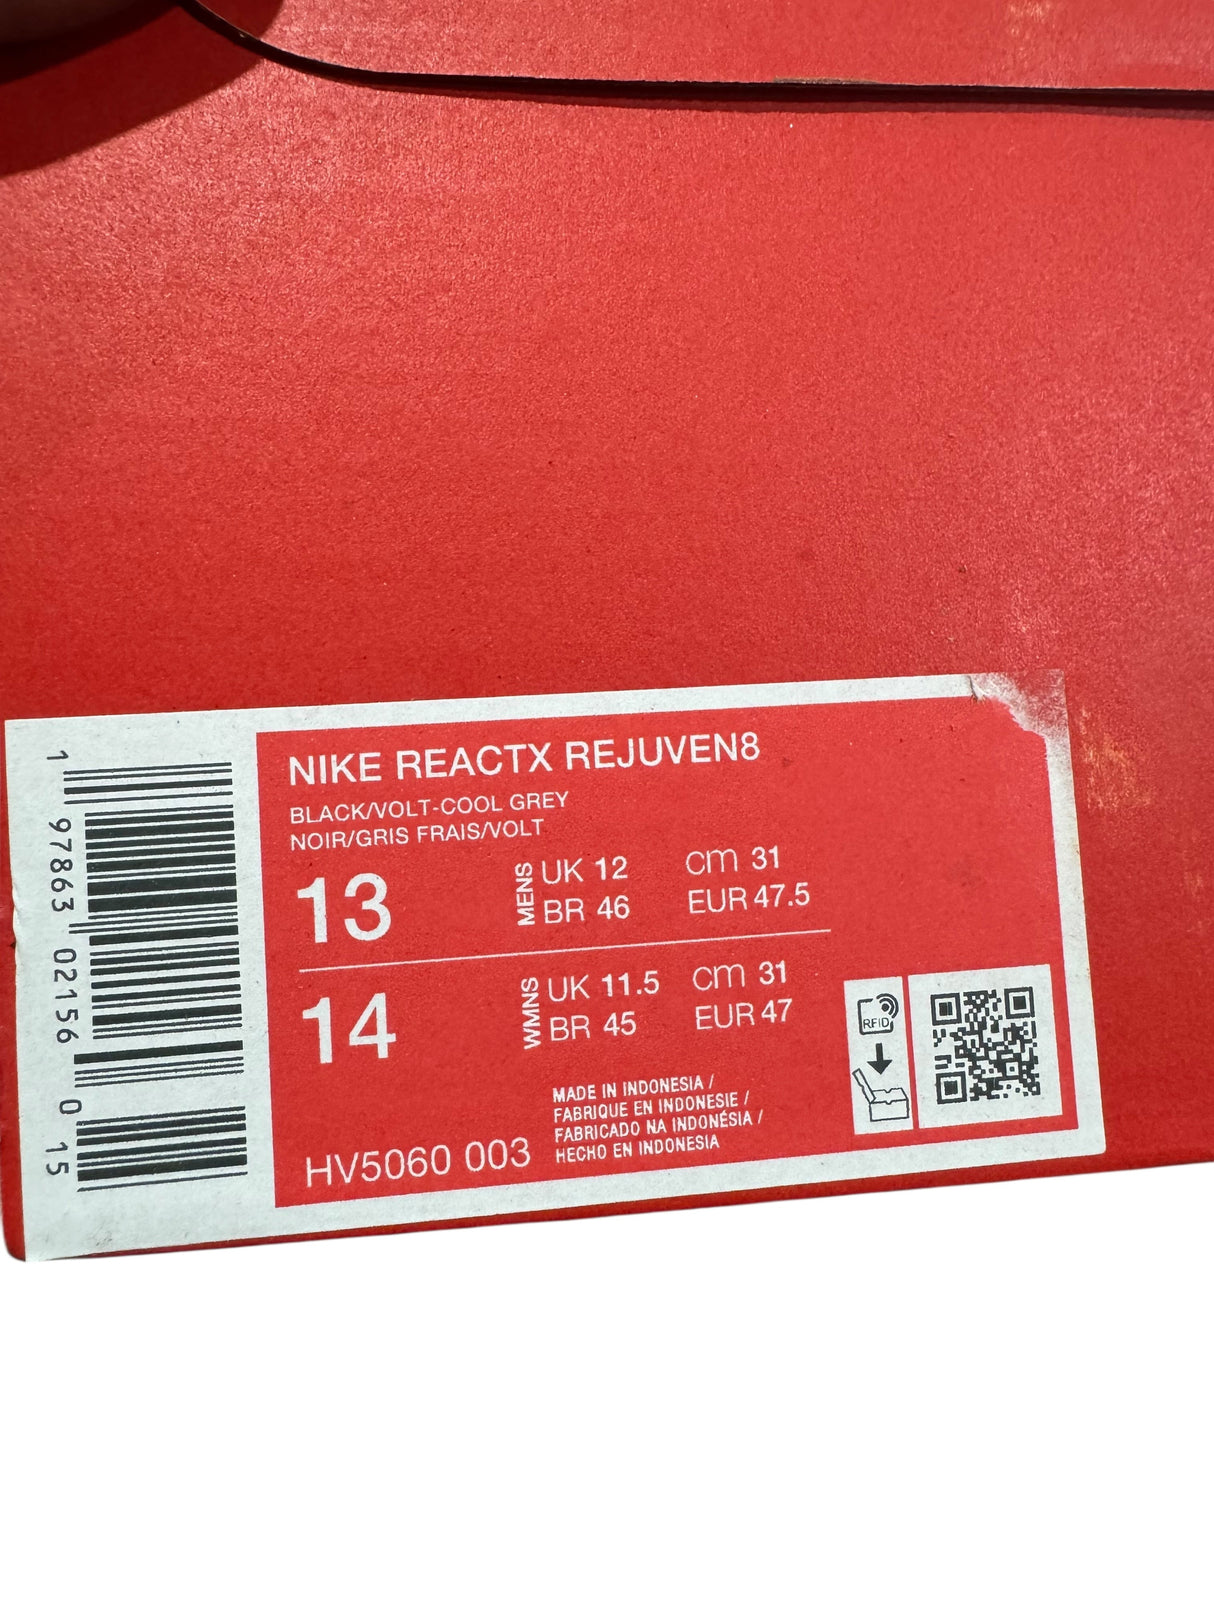 NIKE REACTX REJUVEN8
BLACK/VOLT-COOL GREY
NOIR/GRIS FRAIS/VOLT
13 MENS UK 12 cm 31
BR 46 EUR 47.5
14 WMNS UK 11.5 cm 31
BR 45 EUR 47
MADE IN INDONESIA /
FABRIQUE EN INDONESIE /
FABRICADO NA INDONÉSIA /
HECHO EN INDONESIA
HV5060 003
RFID
1 97863 02156 0 15